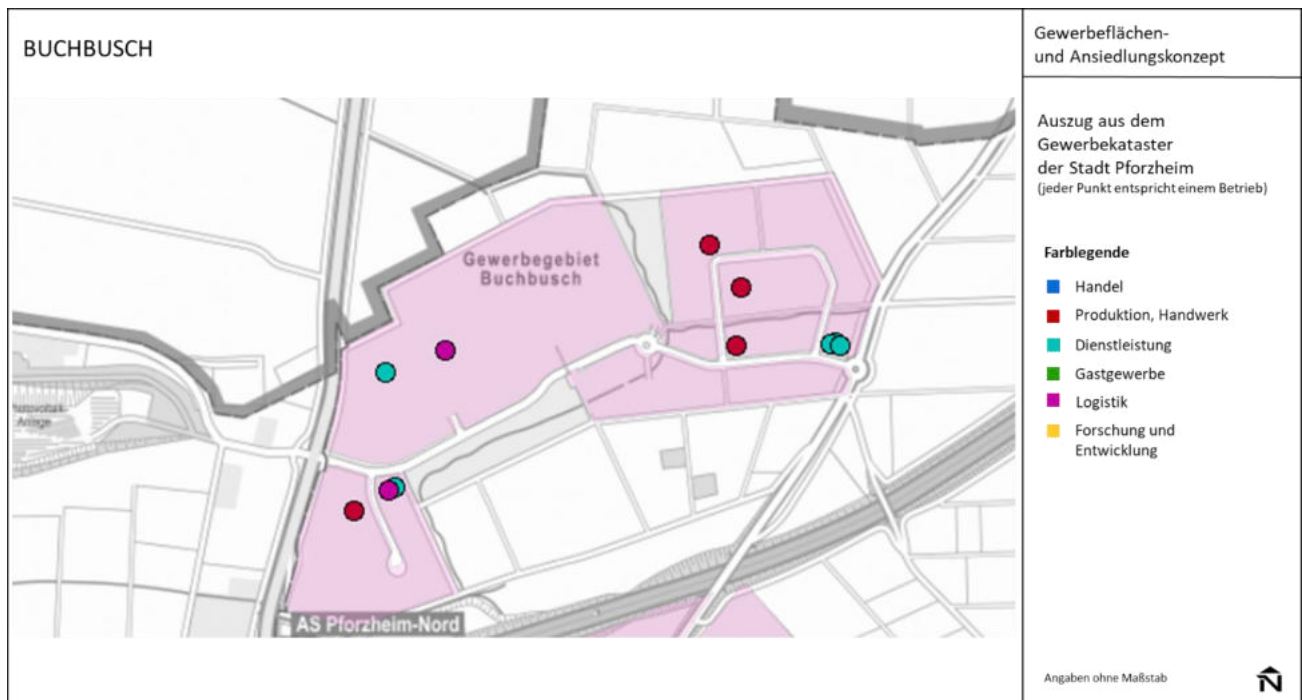 BUCHBUSCH
Gewerbeflächen-
und Ansiedlungskonzept
Auszug aus dem
Gewerbekataster
der Stadt Pforzheim
(jeder Punkt entspricht einem Betrieb)
Farblegende
Handel
Produktion, Handwerk
Dienstleistung
Gastgewerbe
Logistik
Forschung und
Entwicklung
Gewerbegebiet
Buchbusch
Anlage
AS Pforzheim-Nord
Angaben ohne Maßstab
N